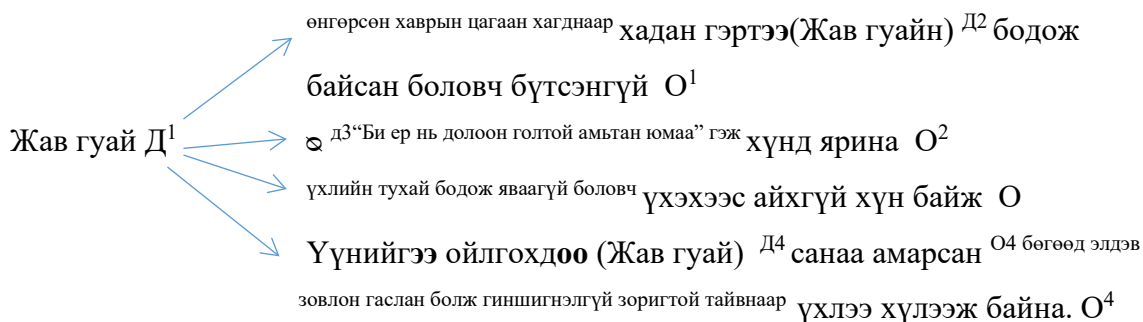 өнгөрсөн хаврын цагаан хагднаар хадан гэртээ(Жав гуайн) Д2 бодож
байсан боловч бүтсэнгүй О1
Жав гуай Д1
ᴓ д3“Би ер нь долоон голтой амьтан юмаа” гэж хүнд ярина О2
үхлийн тухай бодож яваагүй боловч үхэхээс айхгүй хүн байж О
Үүнийгээ ойлгохдоо (Жав гуай) Д4 санаа амарсан О4 бөгөөд элдэв
зовлон гаслан болж гиншигнэлгүй зоригтой тайвнаар үхлээ хүлээж байна. О4